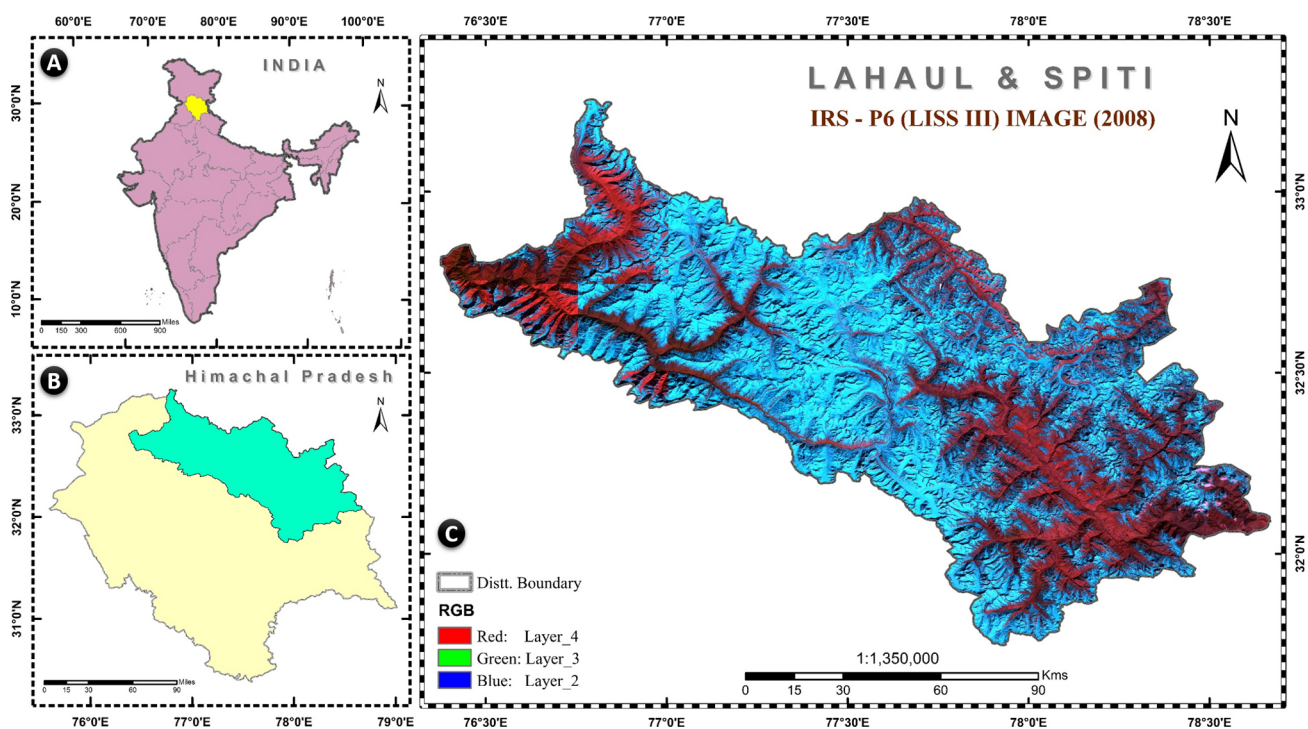 60°0'E 70°0'E 80°0'E 90°0'E 100°0'E
A
INDIA
N
30°0'N
20°0'N
10°0'N
0 150 300 600 900 Miles
B
Himachal Pradesh
N
33°0'N
32°0'N
31°0'N
0 15 30 60 90 Miles
76°0'E 77°0'E 78°0'E 79°0'E
76°30'E 77°0'E 77°30'E 78°0'E 78°30'E
LAHAUL & SPITI
IRS - P6 (LISS III) IMAGE (2008)
N
33°0'N
32°30'N
32°0'N
C
Distt. Boundary
RGB
Red: Layer_4
Green: Layer_3
Blue: Layer_2
1:1,350,000
0 15 30 60 90 Kms
76°30'E 77°0'E 77°30'E 78°0'E 78°30'E